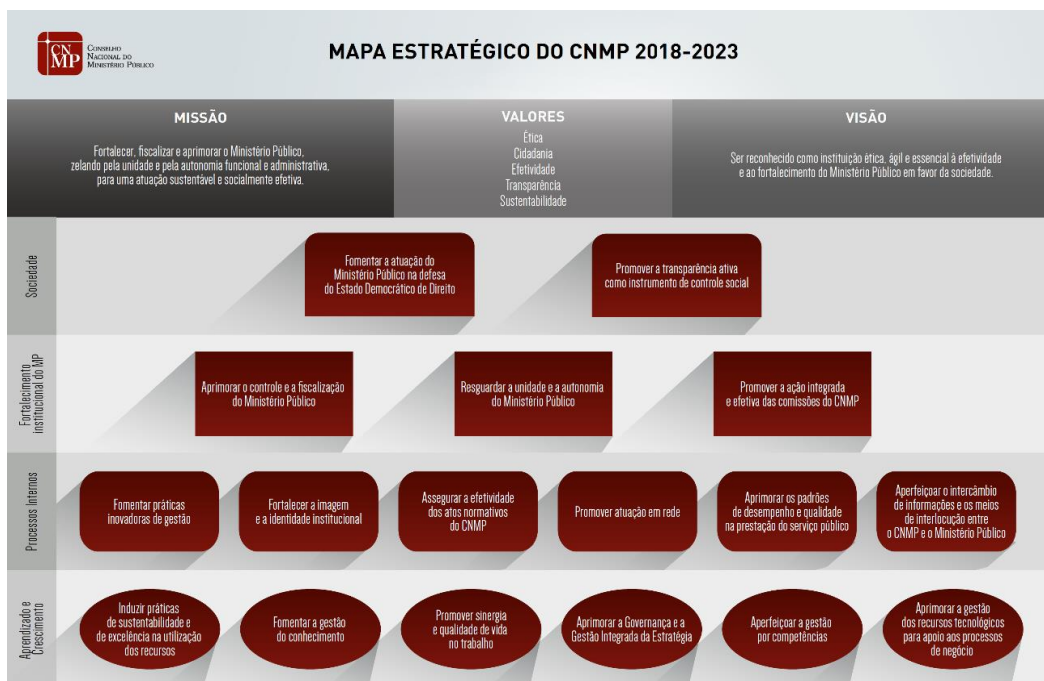 CN
MP
CONSELHO
NACIONAL DO
MINISTÉRIO PÚBLICO
MAPA ESTRATÉGICO DO CNMP 2018-2023
MISSÃO
Fortalecer, fiscalizar e aprimorar o Ministério Público,
zelando pela unidade e pela autonomia funcional e administrativa,
para uma atuação sustentável e socialmente efetiva.
VALORES
Ética
Cidadania
Efetividade
Transparência
Sustentabilidade
VISÃO
Ser reconhecido como instituição ética, ágil e essencial à efetividade
e ao fortalecimento do Ministério Público em favor da sociedade.
Sociedade
Fomentar a atuação do
Ministério Público na defesa
do Estado Democrático de Direito
Promover a transparência ativa
como instrumento de controle social
Fortalecimento
institucional do MP
Aprimorar o controle e a fiscalização
do Ministério Público
Resguardar a unidade e a autonomia
do Ministério Público
Promover a ação integrada
e efetiva das comissões do CNMP
Processos Internos
Fomentar práticas
inovadoras de gestão
Fortalecer a imagem
e a identidade institucional
Assegurar a efetividade
dos atos normativos
do CNMP
Promover atuação em rede
Aprimorar os padrões
de desempenho e qualidade
na prestação do serviço público
Aperfeiçoar o intercâmbio
de informações e os meios
de interlocução entre
o CNMP e o Ministério Público
Aprendizado e
Crescimento
Induzir práticas
de sustentabilidade e
de excelência na utilização
dos recursos
Fomentar a gestão
do conhecimento
Promover sinergia
e qualidade de vida
no trabalho
Aprimorar a Governança e a
Gestão Integrada da Estratégia
Aperfeiçoar a gestão
por competências
Aprimorar a gestão
dos recursos tecnológicos
para apoio aos processos
de negócio